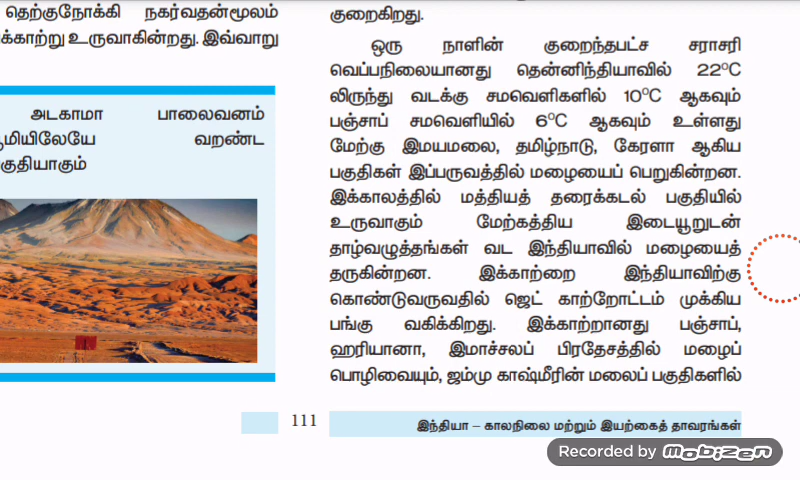 தெற்குநோக்கி நகர்வதன்மூலம்
உருவாகின்றது. இவ்வாறு
அடகாமா பாலைவனம்
வறண்ட
குறைகிறது.
ஒரு நாளின் குறைந்தபட்ச சராசரி
வெப்பநிலையானது தென்னிந்தியாவில் 22°C
லிருந்து வடக்கு சமவெளிகளில் 10°C ஆகவும்
பஞ்சாப் சமவெளியில் 6°C ஆகவும் உள்ளது
மேற்கு இமயமலை, தமிழ்நாடு, கேரளா ஆகிய
பகுதிகள் இப்பருவத்தில் மழையைப் பெறுகின்றன.
இக்காலத்தில் மத்தியத் தரைக்கடல் பகுதியில்
உருவாகும் மேற்கத்திய இடையூறுடன்
தாழ்வழுத்தங்கள் வட இந்தியாவில் மழையைத்
தருகின்றன. இக்காற்றை இந்தியாவிற்கு
கொண்டுவருவதில் ஜெட் காற்றோட்டம் முக்கிய
பங்கு வகிக்கிறது. இக்காற்றானது பஞ்சாப்,
ஹரியானா, இமாச்சலப் பிரதேசத்தில் மழைப்
பொழிவையும், ஜம்மு காஷ்மீரின் மலைப் பகுதிகளில்
111 இந்தியா – காலநிலை மற்றும் இயற்கைத் தாவரங்கள்
Recorded by mobizen